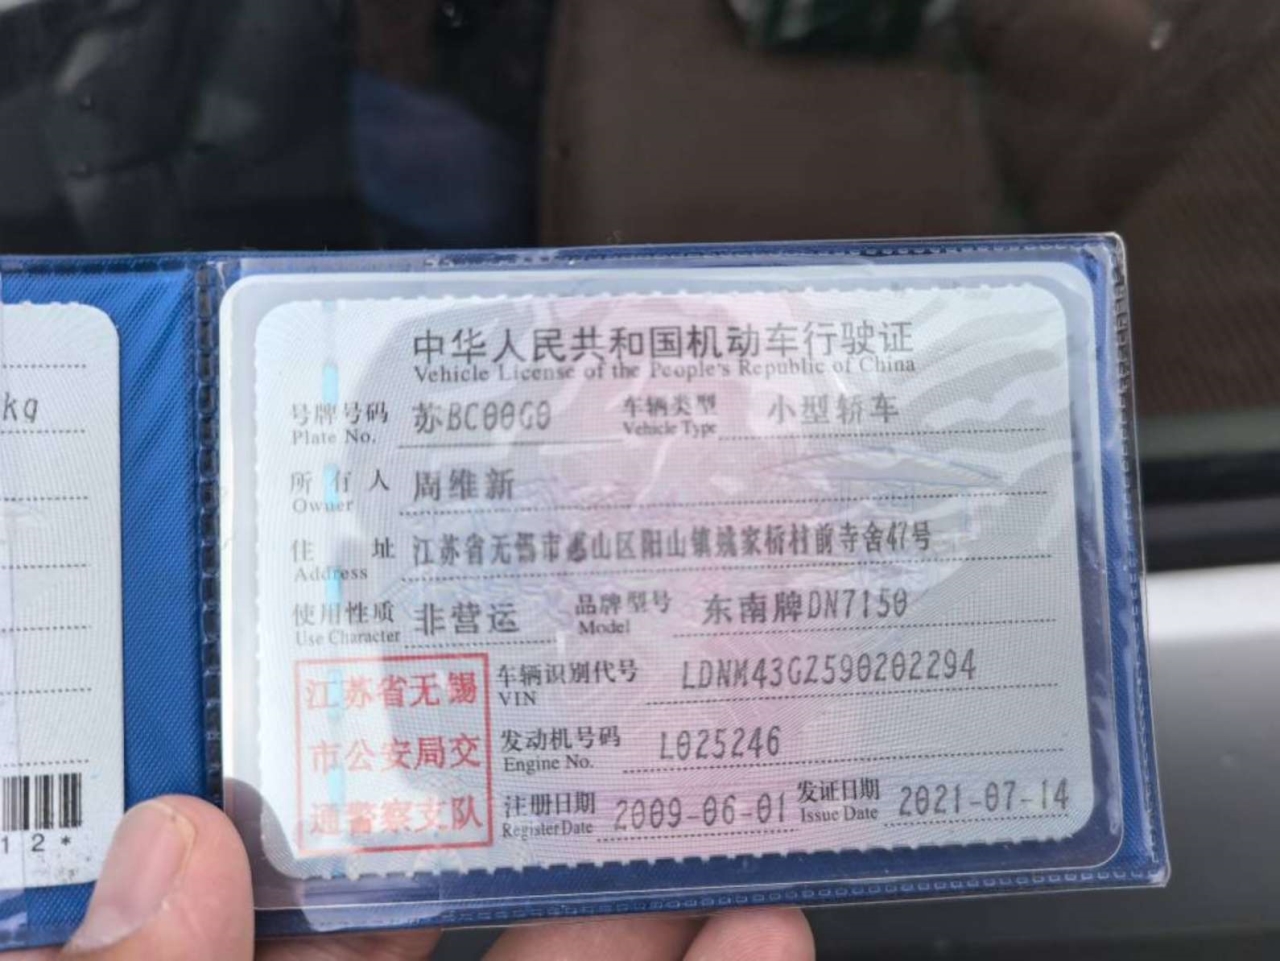 kg
12*
中华人民共和国机动车行驶证
Vehicle License of the People's Republic of China
号牌号码 苏BC00G0 车辆类型 小型轿车
Plate No. Vehicle Type
所有人 周维新
Owner
住址 江苏省无锡市惠山区阳山镇姚家桥村前寺舍47号
Address
使用性质 非营运 品牌型号 东南牌DN7150
Use Character Model
江苏省无锡
市公安局交
通警察支队
车辆识别代号 LDNM43GZ590202294
VIN
发动机号码 L025246
Engine No.
注册日期 2009-06-01 发证日期 2021-07-14
Register Date Issue Date